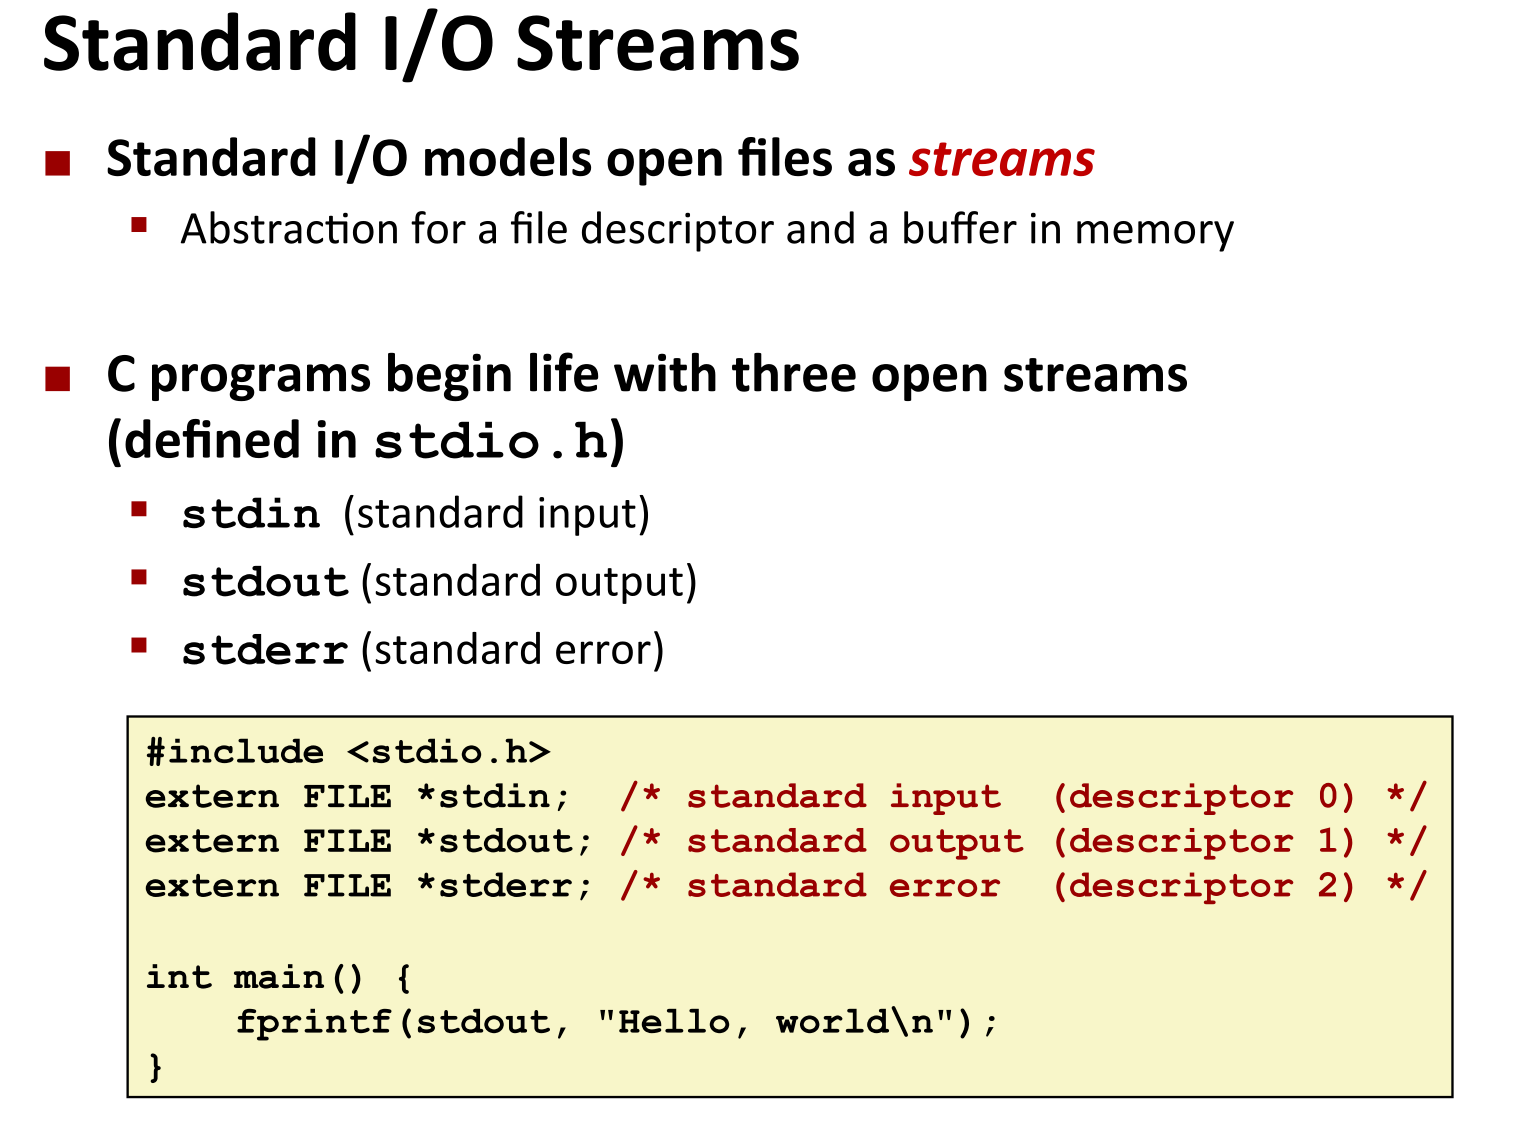 Standard I/O Streams
Standard I/O models open files as streams
Abstraction for a file descriptor and a buffer in memory
C programs begin life with three open streams
(defined in stdio.h)
stdin (standard input)
stdout (standard output)
stderr (standard error)
#include <stdio.h>
extern FILE *stdin;  /* standard input  (descriptor 0) */
extern FILE *stdout; /* standard output (descriptor 1) */
extern FILE *stderr; /* standard error  (descriptor 2) */
int main() {
    fprintf(stdout, "Hello, world\n");
}